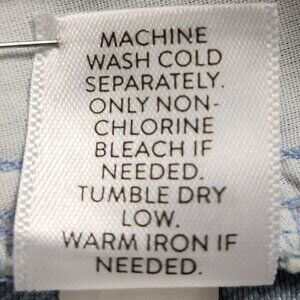 MACHINE
WASH COLD
SEPARATELY.
ONLY NON-
CHLORINE
BLEACH IF
NEEDED.
TUMBLE DRY
LOW.
WARM IRON IF
NEEDED.